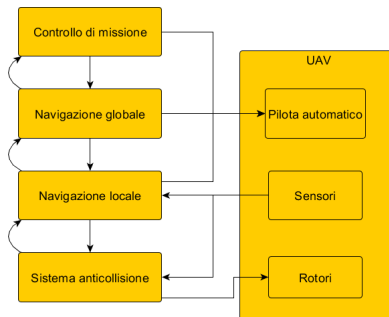 Controllo di missione
UAV
Navigazione globale
Pilota automatico
Navigazione locale
Sensori
Sistema anticollisione
Rotori